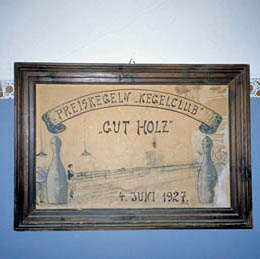 PREISKEGELN „KEGELCLUB"
„GUT HOLZ"
4. JUNI 1927.